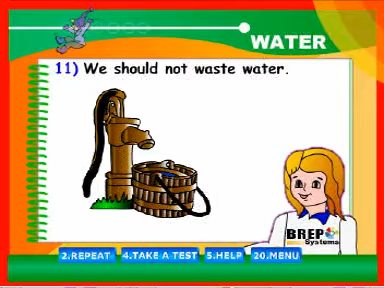 WATER
11) We should not waste water.
BREP
Systems
2.REPEAT 4.TAKE A TEST 5.HELP 20.MENU